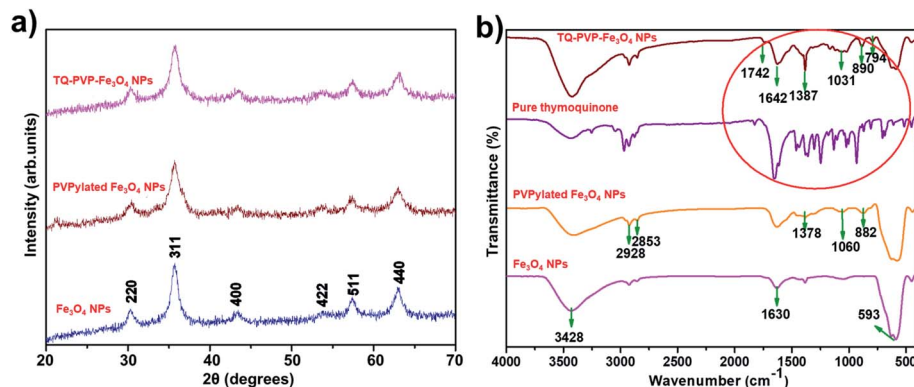 a)
Intensity (arb.units)
TQ-PVP-Fe₃O₄ NPs
PVPylated Fe₃O₄ NPs
Fe₃O₄ NPs
220
311
400
422
511
440
20 30 40 50 60 70
2θ (degrees)
b)
Transmittance (%)
TQ-PVP-Fe₃O₄ NPs
1742
1642
1387
1031
890
794
Pure thymoquinone
PVPylated Fe₃O₄ NPs
2928
2853
1378
1060
882
Fe₃O₄ NPs
3428
1630
593
4000 3500 3000 2500 2000 1500 1000 500
Wavenumber (cm⁻¹)